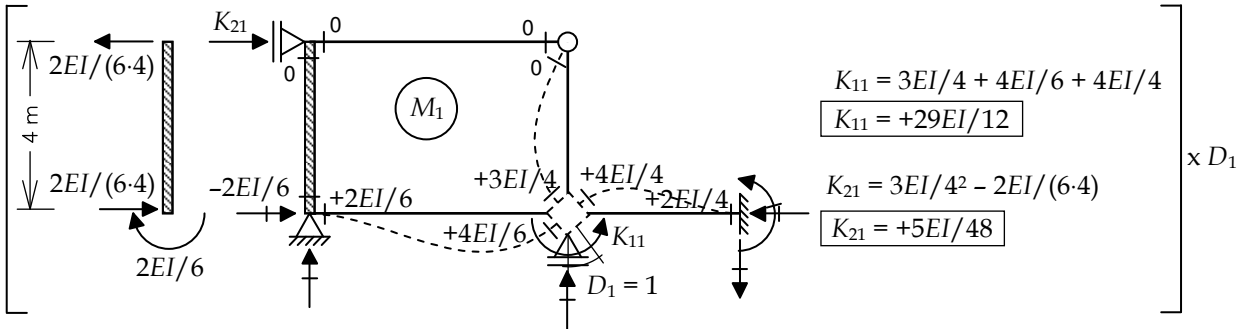 K₂₁
0
0
0
0
2EI/(6·4)
4 m
M₁
K₁₁ = 3EI/4 + 4EI/6 + 4EI/4
K₁₁ = +29EI/12
x D₁
2EI/(6·4)
–2EI/6
+2EI/6
+3EI/4
+4EI/4
+2EI/4
K₂₁ = 3EI/4² – 2EI/(6·4)
K₂₁ = +5EI/48
+4EI/6
K₁₁
2EI/6
D₁ = 1